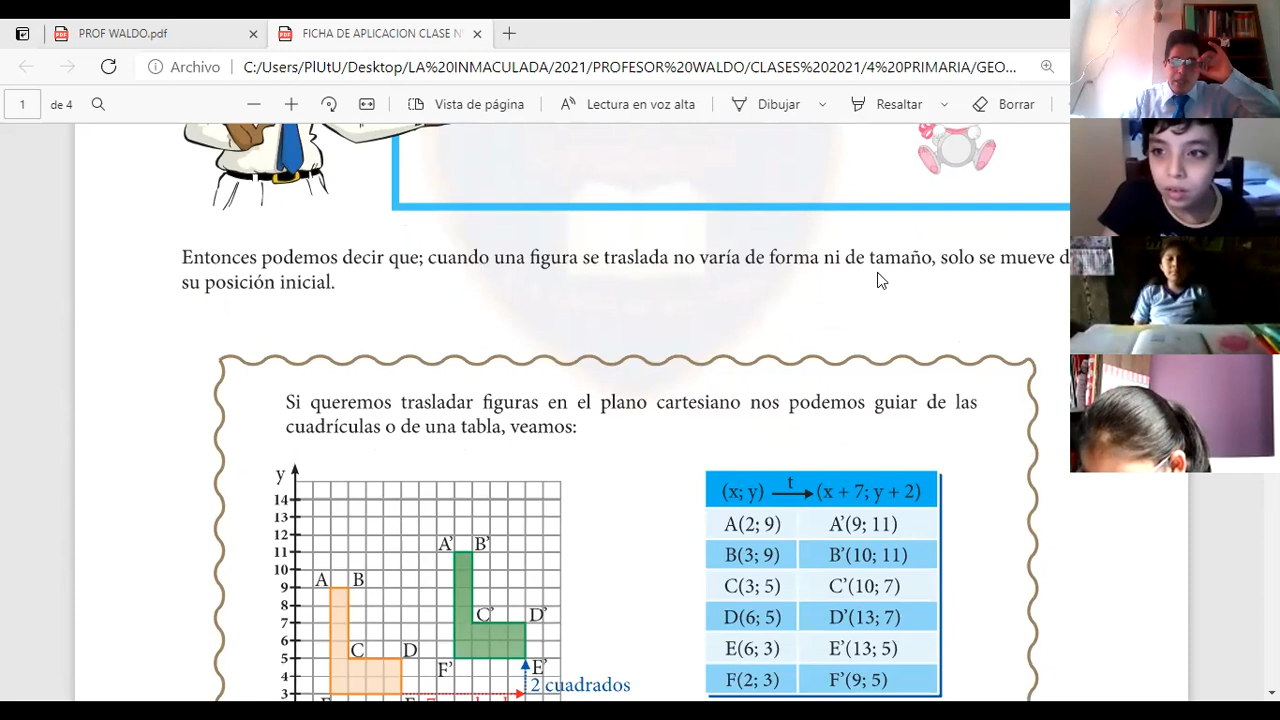 PROF WALDO.pdf
FICHA DE APLICACION CLASE N
Archivo
C:/Users/PlUtU/Desktop/LA%20INMACULADA/2021/PROFESOR%20WALDO/CLASES%202021/4%20PRIMARIA/GEO...
1 de 4
Vista de página
Lectura en voz alta
Dibujar
Resaltar
Borrar
Entonces podemos decir que; cuando una figura se traslada no varía de forma ni de tamaño, solo se mueve d
su posición inicial.
Si queremos trasladar figuras en el plano cartesiano nos podemos guiar de las
cuadrículas o de una tabla, veamos:
y
14
13
12
11
10
9
8
7
6
5
4
3
A B
C D
A' B'
C' D'
F' E'
2 cuadrados
(x; y) t (x + 7; y + 2)
A(2; 9) A'(9; 11)
B(3; 9) B'(10; 11)
C(3; 5) C'(10; 7)
D(6; 5) D'(13; 7)
E(6; 3) E'(13; 5)
F(2; 3) F'(9; 5)